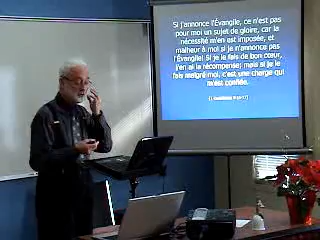 Si j'annonce l'Évangile, ce n'est pas
pour moi un sujet de gloire, car la
nécessité m'en est imposée, et
malheur à moi si je n'annonce pas
l'Évangile! Si je le fais de bon cœur,
j'en ai la récompense; mais si je le
fais malgré moi, c'est une charge qui
m'est confiée.